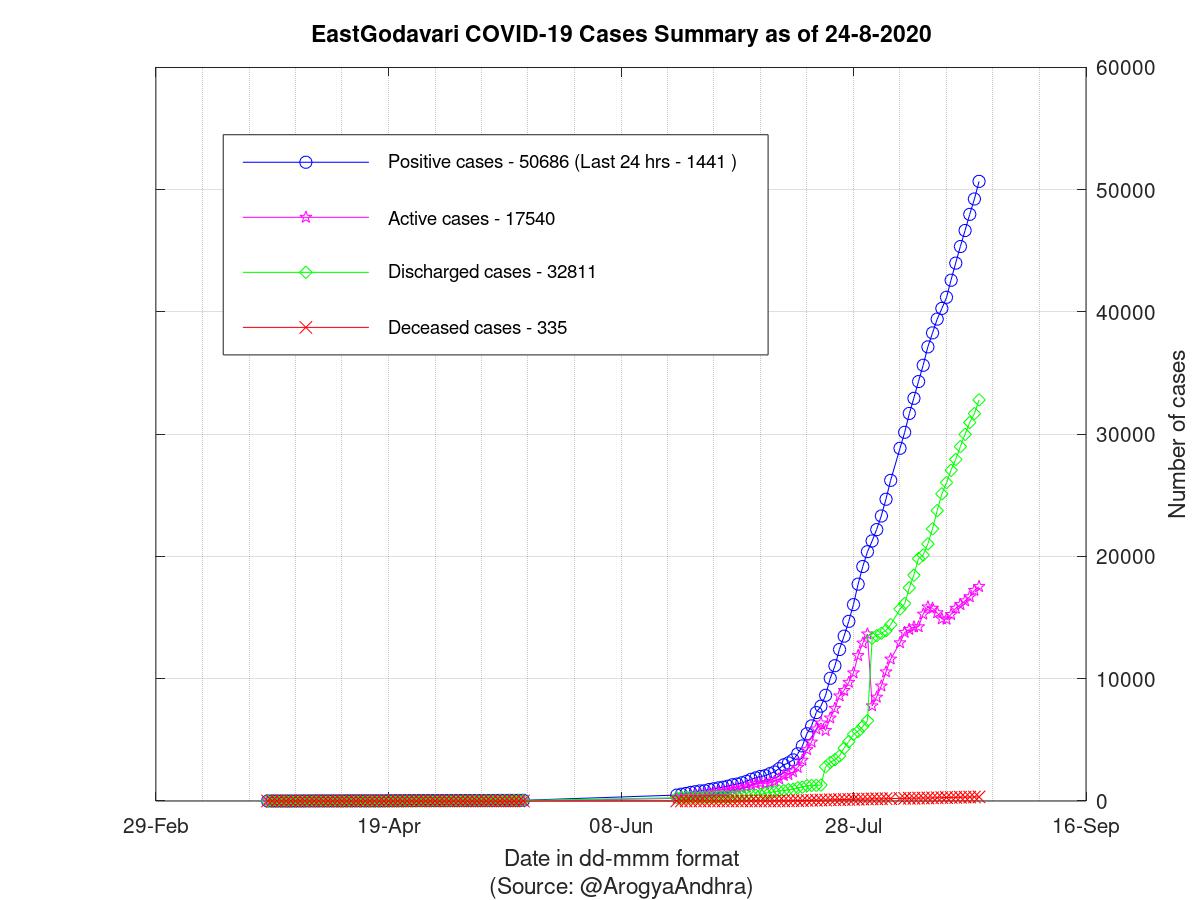 EastGodavari COVID-19 Cases Summary as of 24-8-2020
60000
Positive cases - 50686 (Last 24 hrs - 1441 )
50000
Active cases - 17540
Discharged cases - 32811
40000
Deceased cases - 335
30000
Number of cases
20000
10000
0
29-Feb 19-Apr 08-Jun 28-Jul 16-Sep
Date in dd-mmm format
(Source: @ArogyaAndhra)